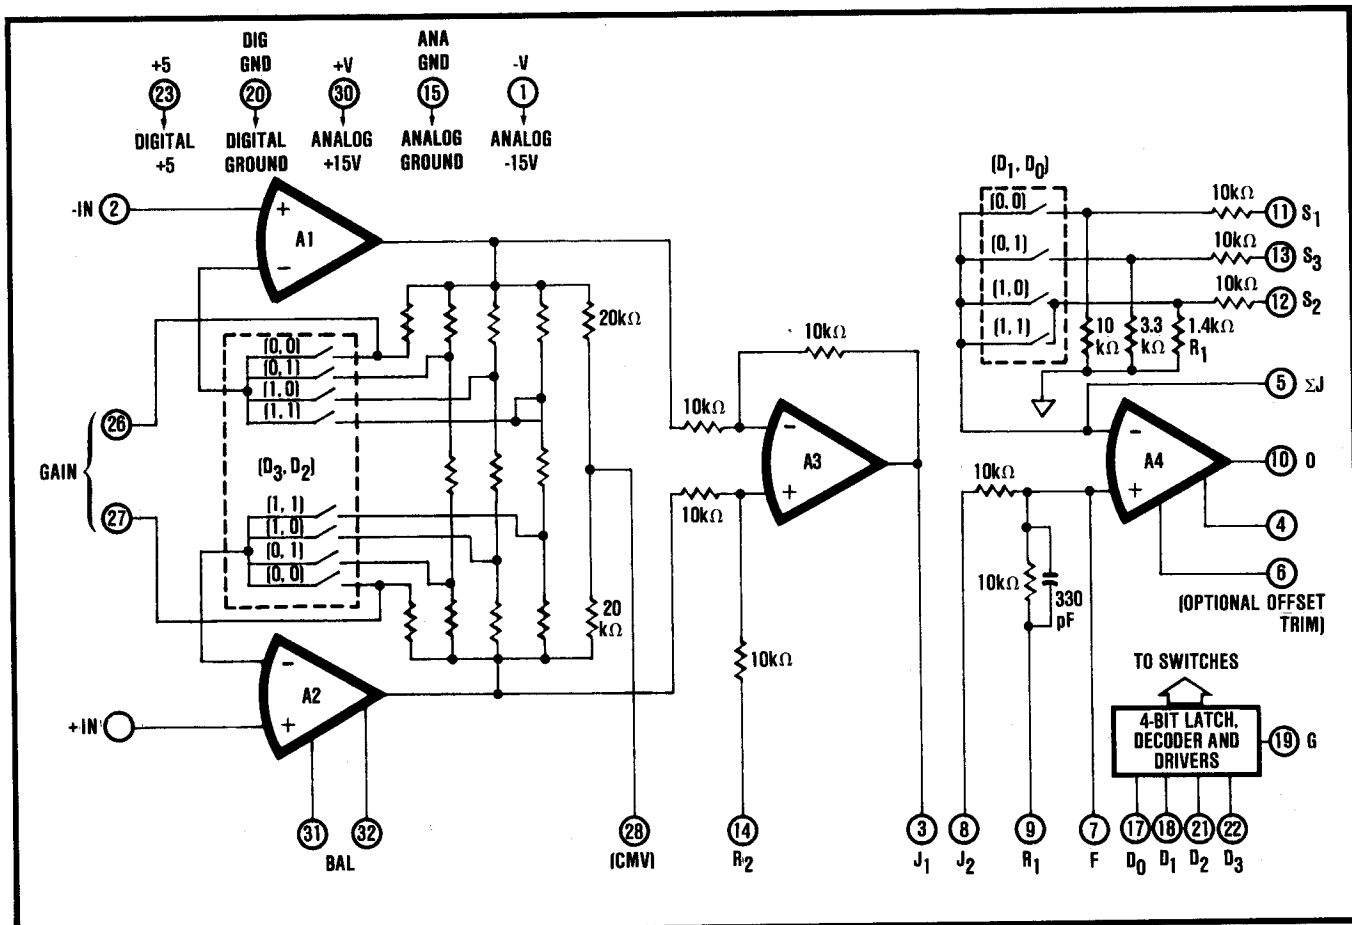 +5
DIG
GND
+V
ANA
GND
-V
23
20
30
15
1
DIGITAL
+5
DIGITAL
GROUND
ANALOG
+15V
ANALOG
GROUND
ANALOG
-15V
-IN 2
+
A1
−
(0, 0)
(0, 1)
(1, 0)
(1, 1)
20kΩ
26
GAIN
27
(D3, D2)
(1, 1)
(1, 0)
(0, 1)
(0, 0)
20
kΩ
−
A2
+
+IN
31
32
BAL
28
(CMV)
10kΩ
10kΩ
10kΩ
−
A3
+
10kΩ
14
R2
3
J1
(D1, D0)
(0, 0)
(0, 1)
(1, 0)
(1, 1)
10kΩ
11 S1
10kΩ
13 S3
10kΩ
12 S2
10
kΩ
3.3
kΩ
1.4kΩ
R1
5 ΣJ
−
A4
+
10 O
4
6
(OPTIONAL OFFSET
TRIM)
10kΩ
10kΩ
330
pF
8
J2
9
R1
7
F
TO SWITCHES
4-BIT LATCH,
DECODER AND
DRIVERS
19 G
17
18
21
22
D0
D1
D2
D3